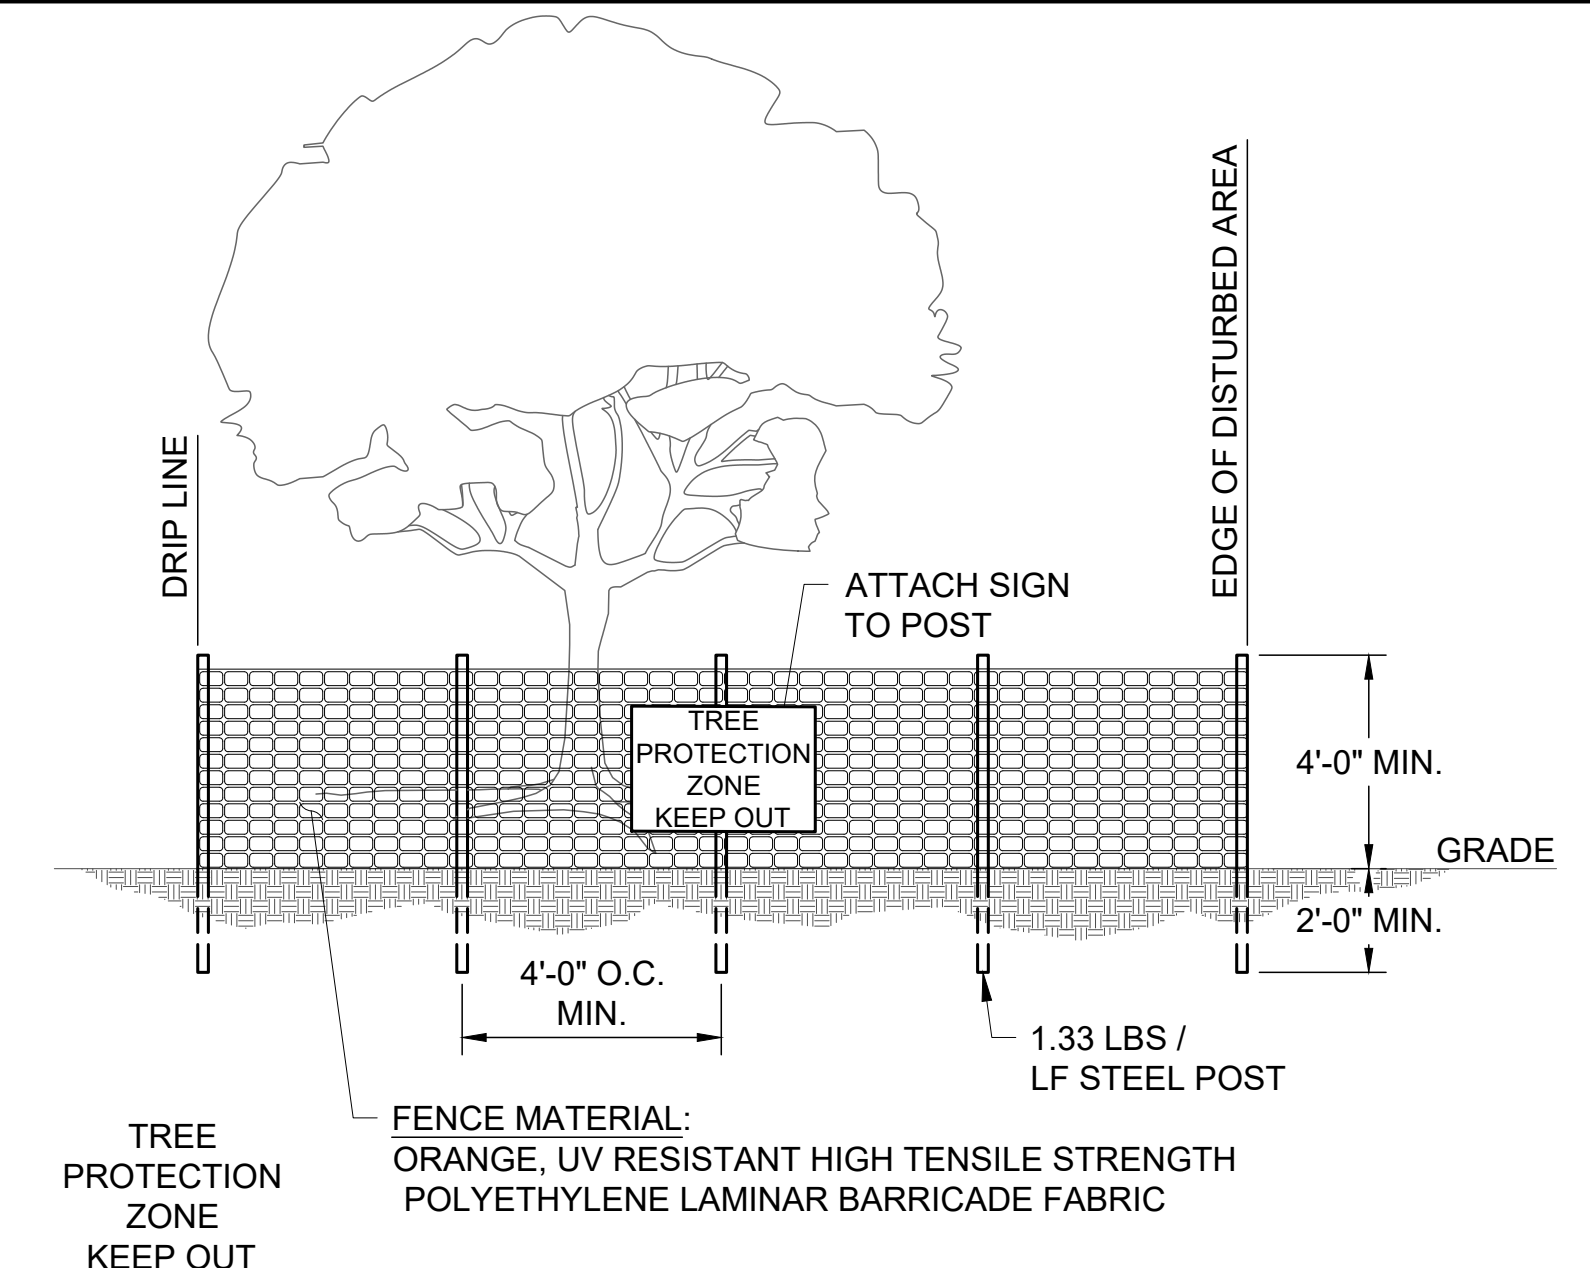 EDGE OF DISTURBED AREA
DRIP LINE
ATTACH SIGN
TO POST
TREE
PROTECTION
ZONE
KEEP OUT
4'-0" MIN.
GRADE
2'-0" MIN.
4'-0" O.C.
MIN.
1.33 LBS /
LF STEEL POST
FENCE MATERIAL:
ORANGE, UV RESISTANT HIGH TENSILE STRENGTH
POLYETHYLENE LAMINAR BARRICADE FABRIC
TREE
PROTECTION
ZONE
KEEP OUT